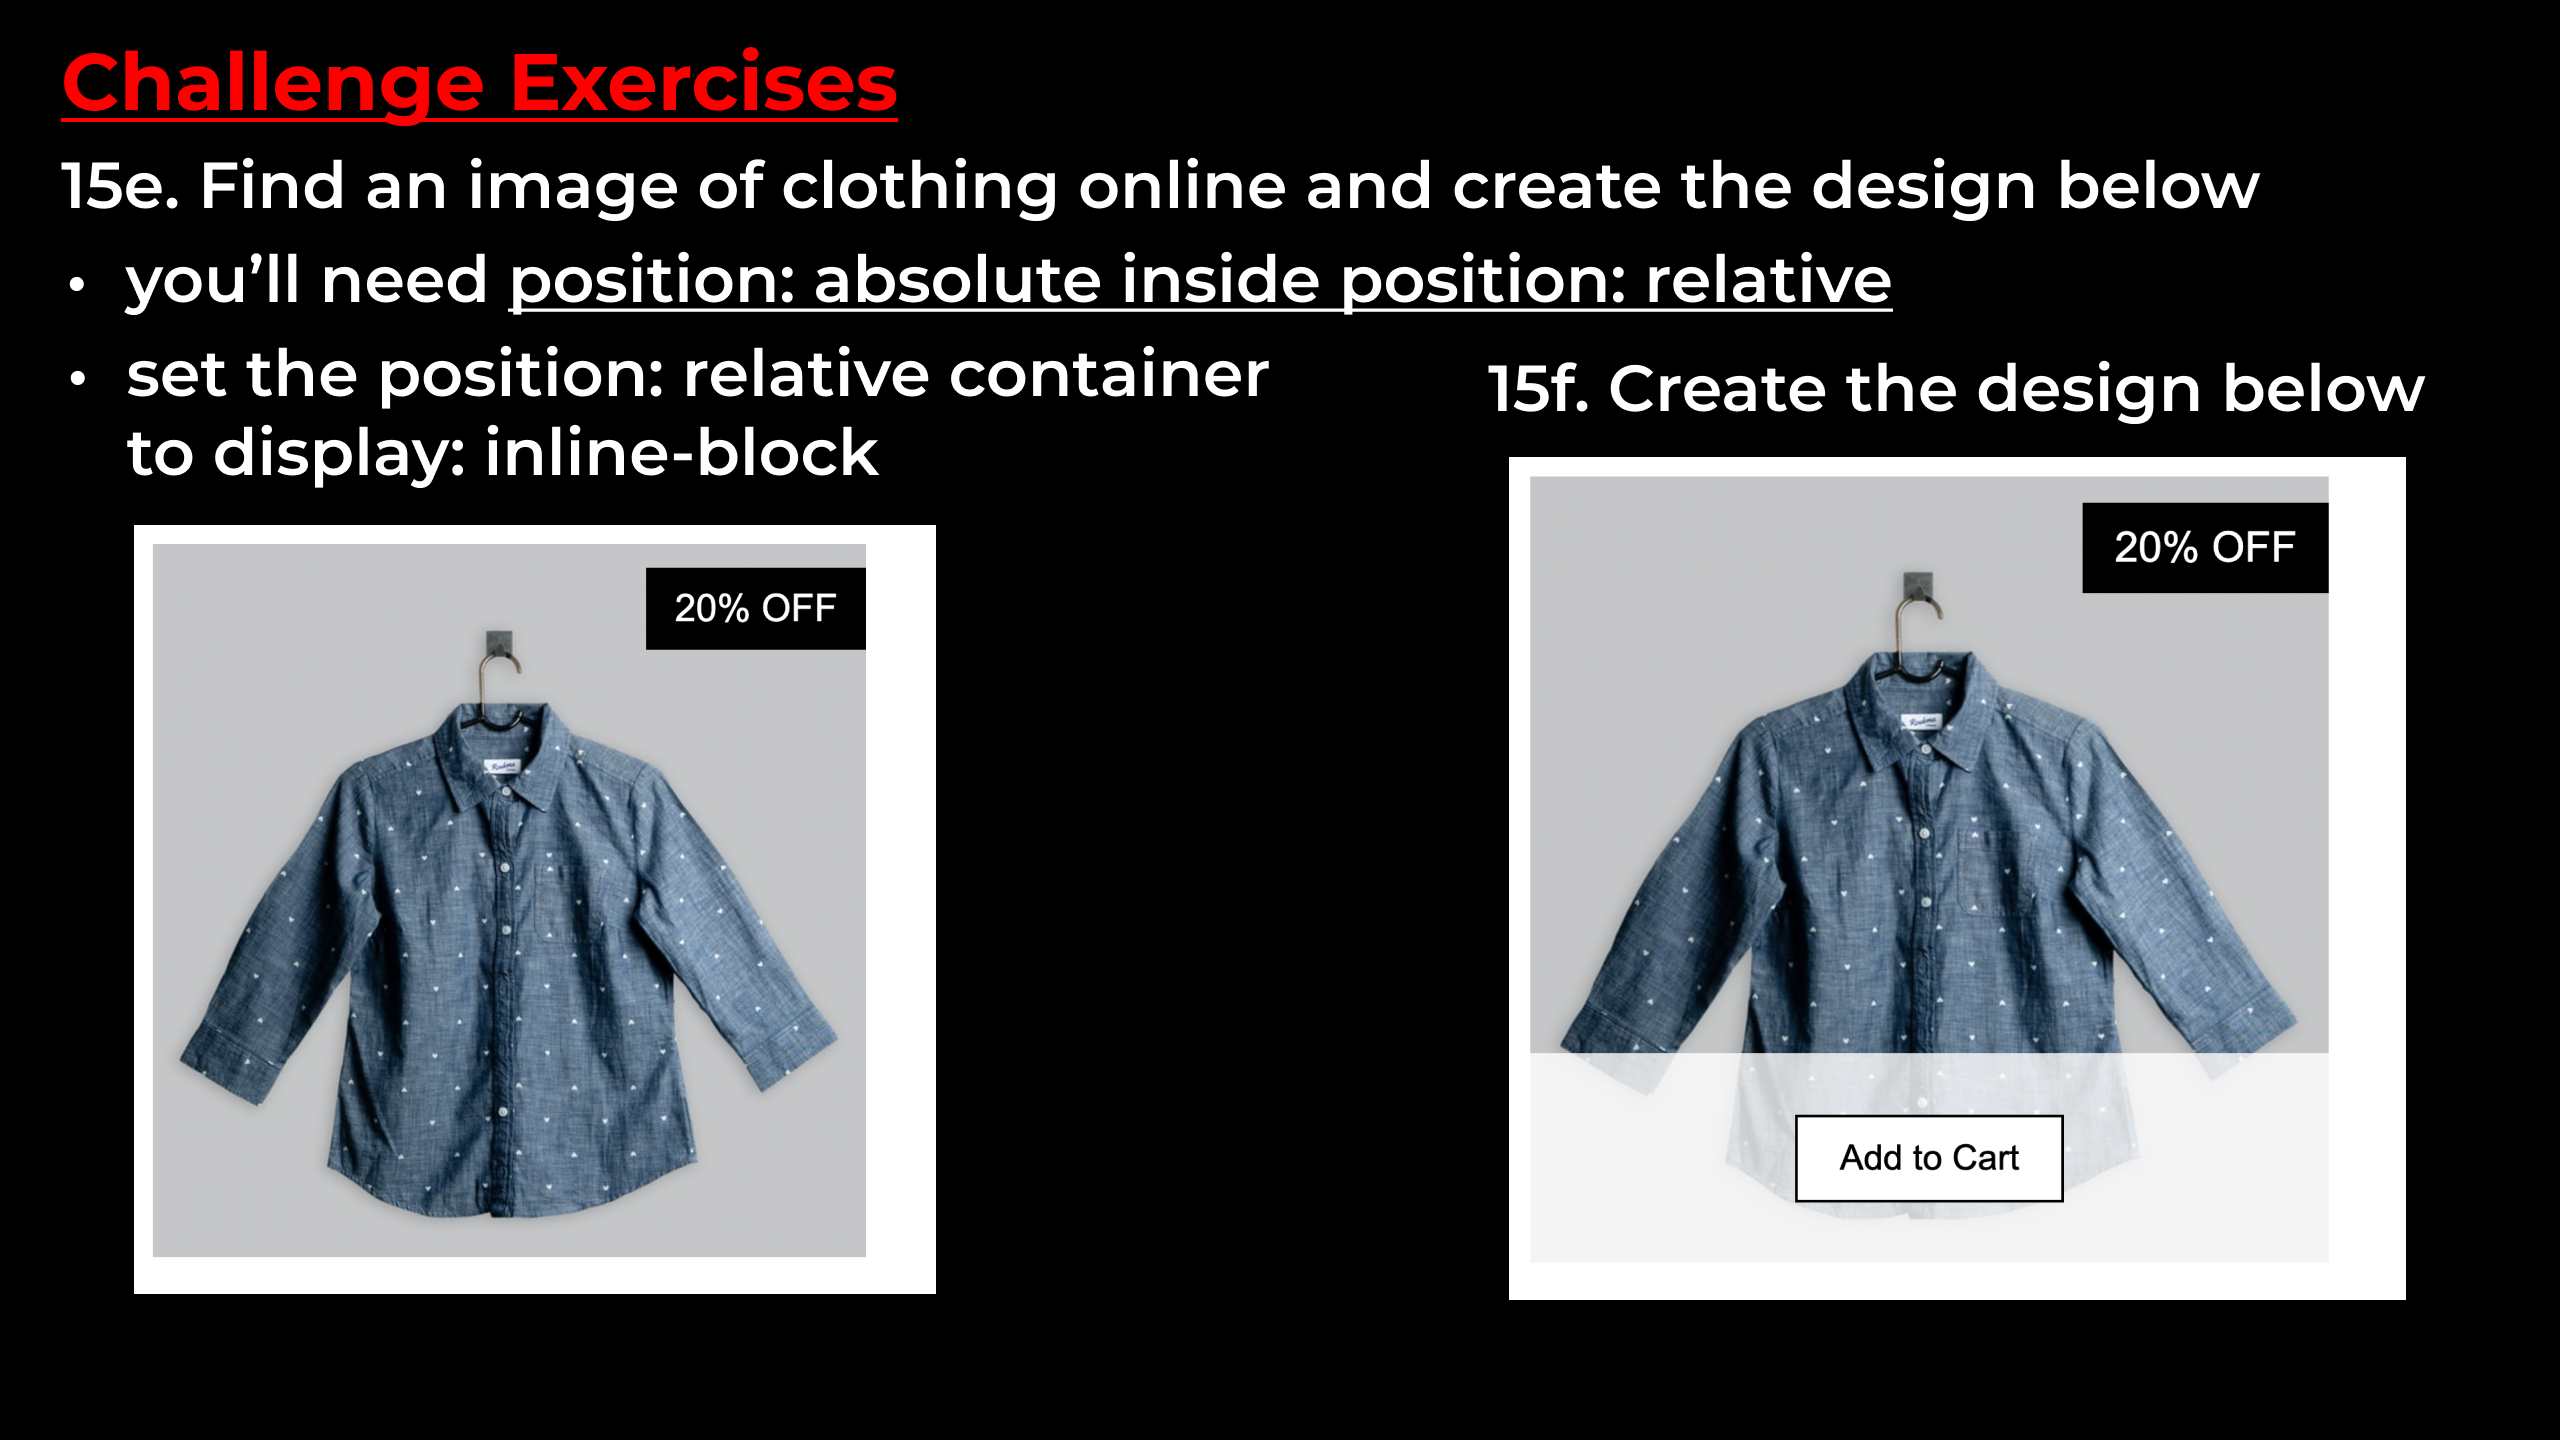 Challenge Exercises
15e. Find an image of clothing online and create the design below
• you’ll need position: absolute inside position: relative
• set the position: relative container
to display: inline-block
20% OFF
15f. Create the design below
20% OFF
Add to Cart